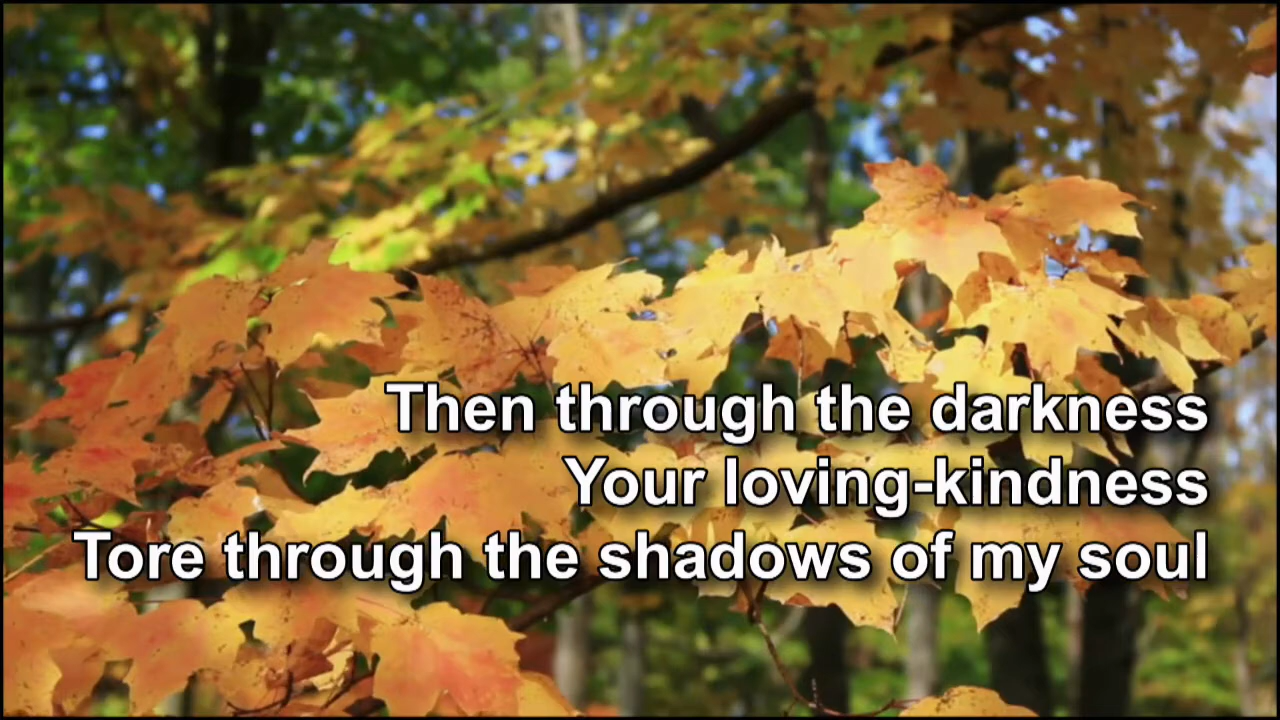 Then through the darkness
Your loving-kindness
Tore through the shadows of my soul